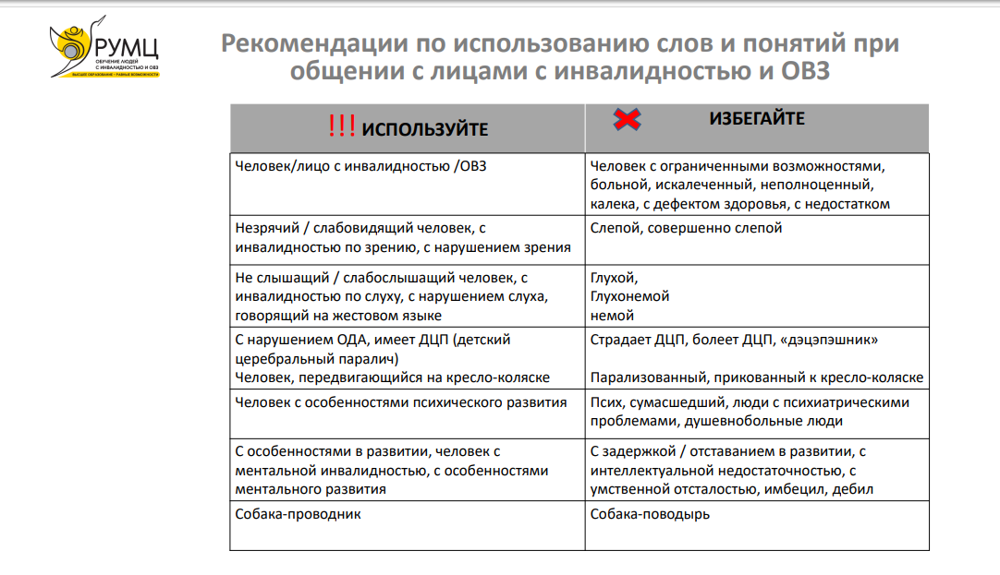 РУМЦ
ОБУЧЕНИЕ ЛЮДЕЙ
С ИНВАЛИДНОСТЬЮ И ОВЗ
ВЫСШЕЕ ОБРАЗОВАНИЕ – РАВНЫЕ ВОЗМОЖНОСТИ
Рекомендации по использованию слов и понятий при
общении с лицами с инвалидностью и ОВЗ
!!! ИСПОЛЬЗУЙТЕ
ИЗБЕГАЙТЕ
Человек/лицо с инвалидностью /ОВЗ
Человек с ограниченными возможностями,
больной, искалеченный, неполноценный,
калека, с дефектом здоровья, с недостатком
Незрячий / слабовидящий человек, с
инвалидностью по зрению, с нарушением зрения
Слепой, совершенно слепой
Не слышащий / слабослышащий человек, с
инвалидностью по слуху, с нарушением слуха,
говорящий на жестовом языке
Глухой,
Глухонемой
немой
С нарушением ОДА, имеет ДЦП (детский
церебральный паралич)
Человек, передвигающийся на кресло-коляске
Страдает ДЦП, болеет ДЦП, «дэцэпэшник»
Парализованный, прикованный к кресло-коляске
Человек с особенностями психического развития
Псих, сумасшедший, люди с психиатрическими
проблемами, душевнобольные люди
С особенностями в развитии, человек с
ментальной инвалидностью, с особенностями
ментального развития
С задержкой / отставанием в развитии, с
интеллектуальной недостаточностью, с
умственной отсталостью, имбецил, дебил
Собака-проводник
Собака-поводырь